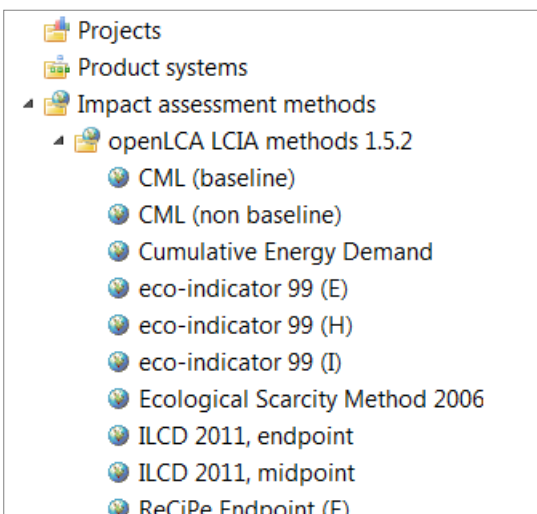 Projects
Product systems
Impact assessment methods
openLCA LCIA methods 1.5.2
CML (baseline)
CML (non baseline)
Cumulative Energy Demand
eco-indicator 99 (E)
eco-indicator 99 (H)
eco-indicator 99 (I)
Ecological Scarcity Method 2006
ILCD 2011, endpoint
ILCD 2011, midpoint
ReCiPe Endpoint (E)